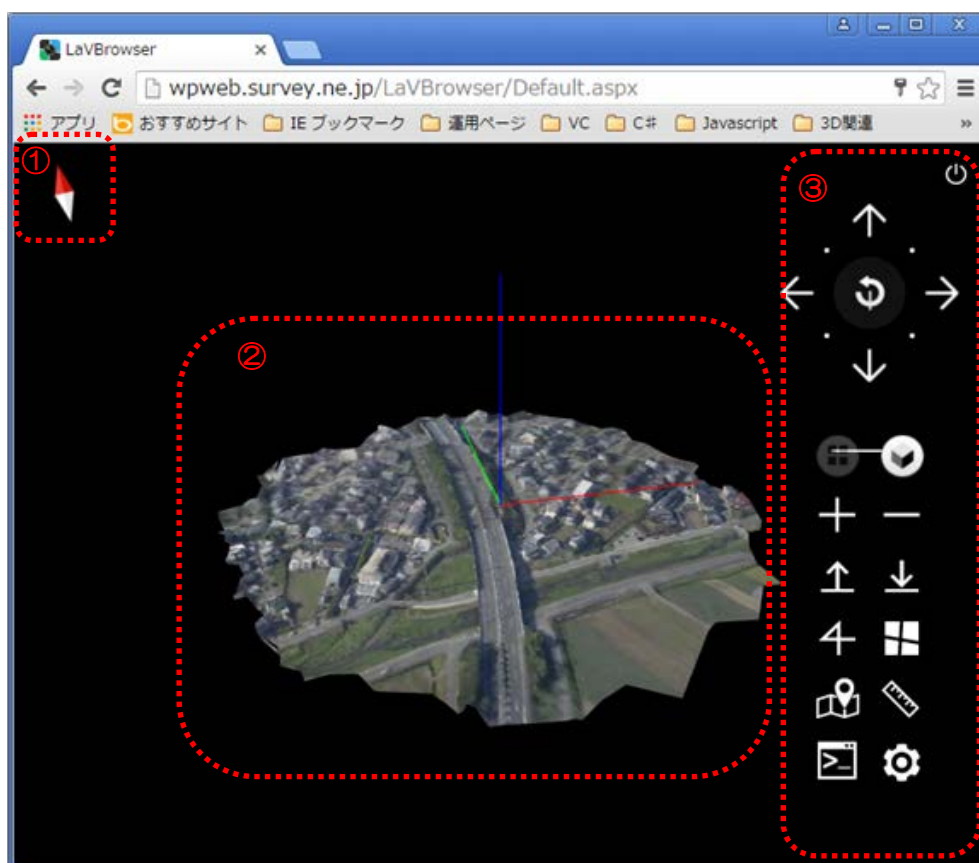 LaVBrowser
wpweb.survey.ne.jp/LaVBrowser/Default.aspx
アプリ おすすめサイト IE ブックマーク 運用ページ VC C# Javascript 3D関連 »
①
③
②